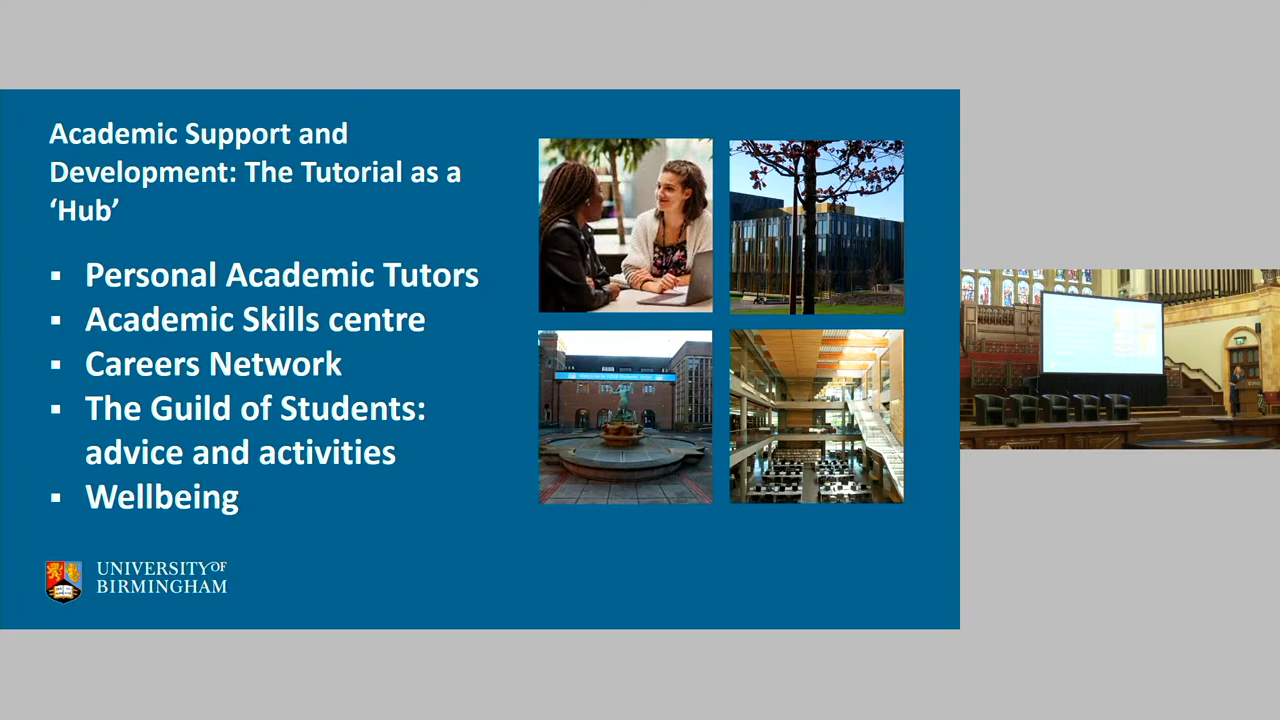 Academic Support and
Development: The Tutorial as a
‘Hub’
▪ Personal Academic Tutors
▪ Academic Skills centre
▪ Careers Network
▪ The Guild of Students:
advice and activities
▪ Wellbeing
UNIVERSITY OF
BIRMINGHAM